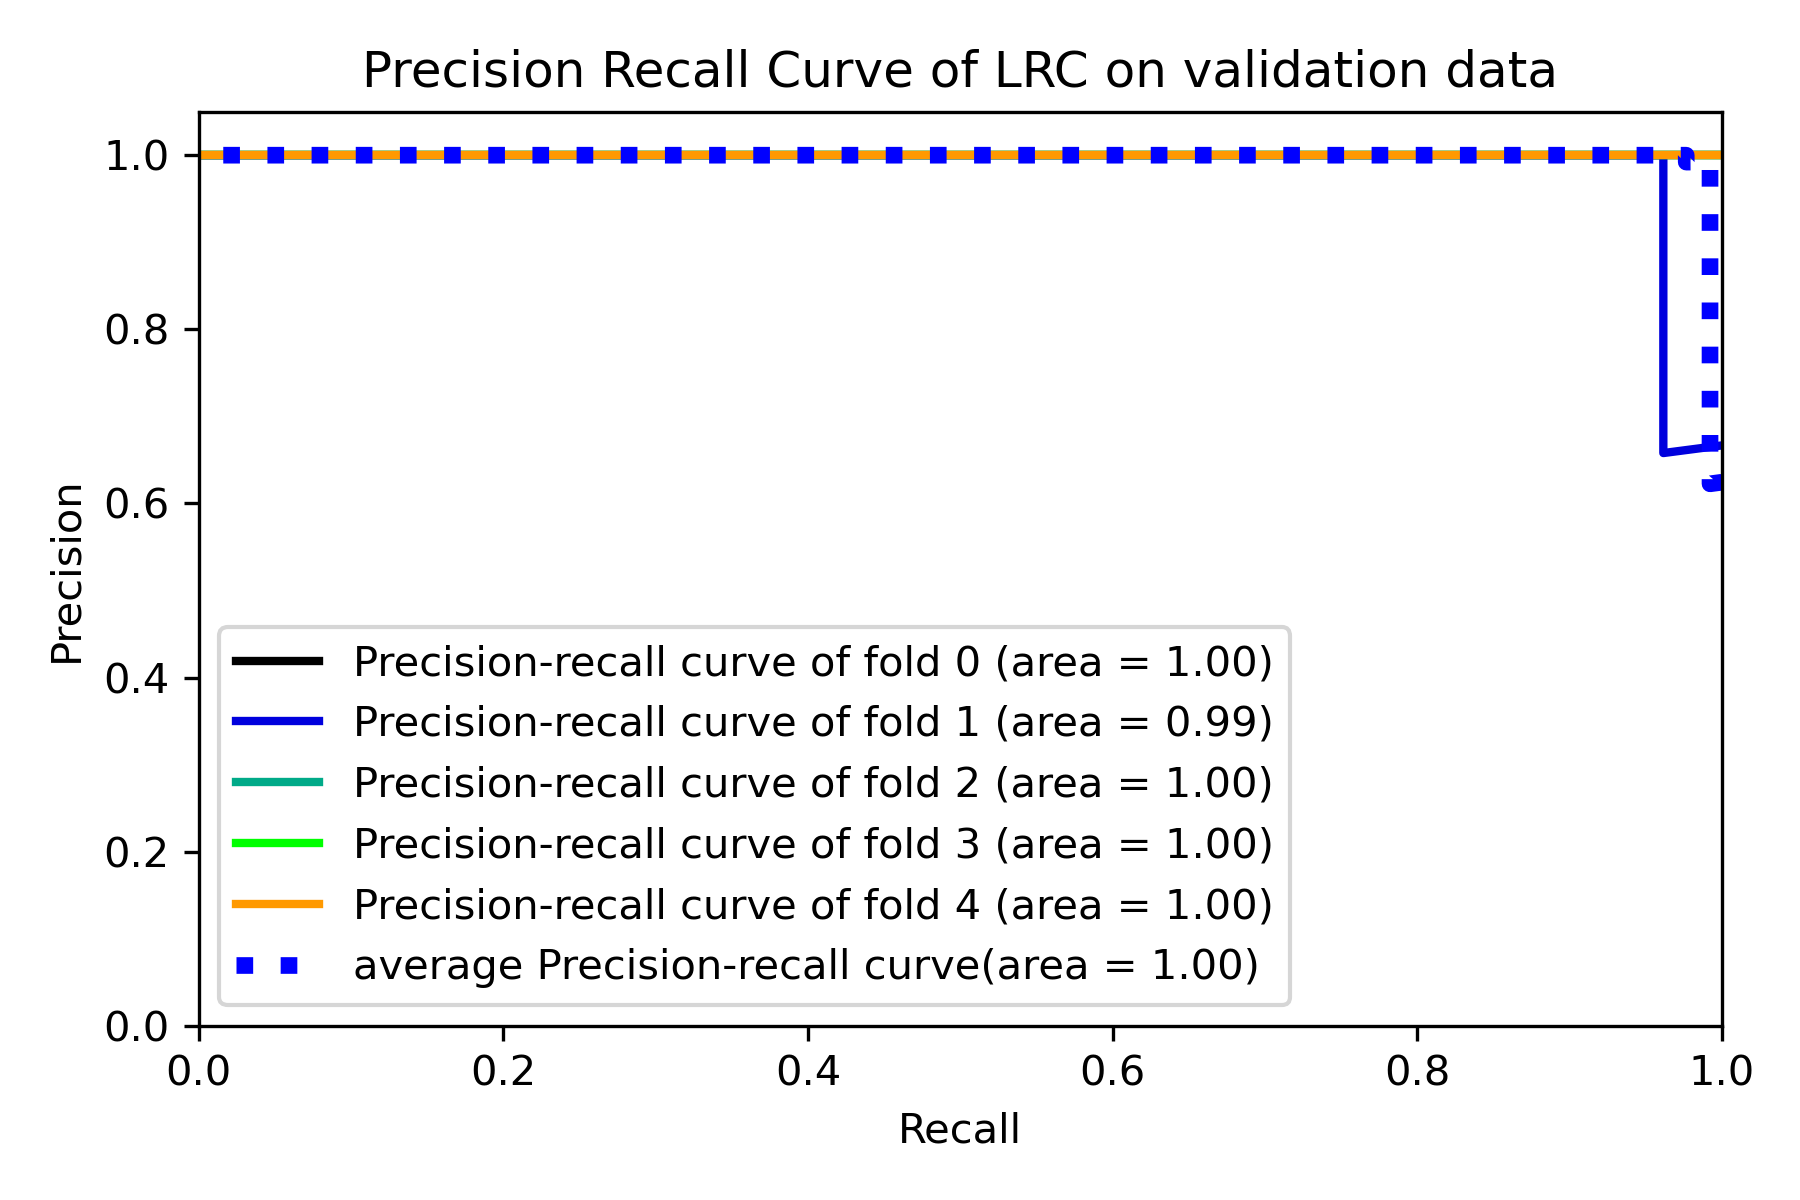 Precision Recall Curve of LRC on validation data
1.0
0.8
0.6
0.4
0.2
0.0
Precision
Precision-recall curve of fold 0 (area = 1.00)
Precision-recall curve of fold 1 (area = 0.99)
Precision-recall curve of fold 2 (area = 1.00)
Precision-recall curve of fold 3 (area = 1.00)
Precision-recall curve of fold 4 (area = 1.00)
average Precision-recall curve(area = 1.00)
0.0 0.2 0.4 0.6 0.8 1.0
Recall